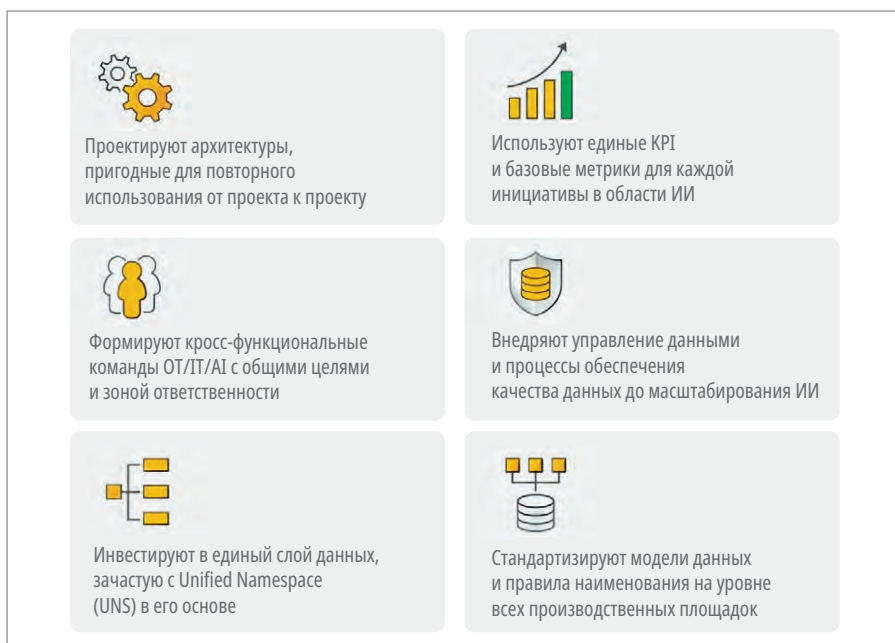 Проектируют архитектуры,
пригодные для повторного
использования от проекта к проекту
Используют единые KPI
и базовые метрики для каждой
инициативы в области ИИ
Формируют кросс-функциональные
команды OT/IT/AI с общими целями
и зоной ответственности
Внедряют управление данными
и процессы обеспечения
качества данных до масштабирования ИИ
Инвестируют в единый слой данных,
зачастую с Unified Namespace
(UNS) в его основе
Стандартизируют модели данных
и правила наименования на уровне
всех производственных площадок